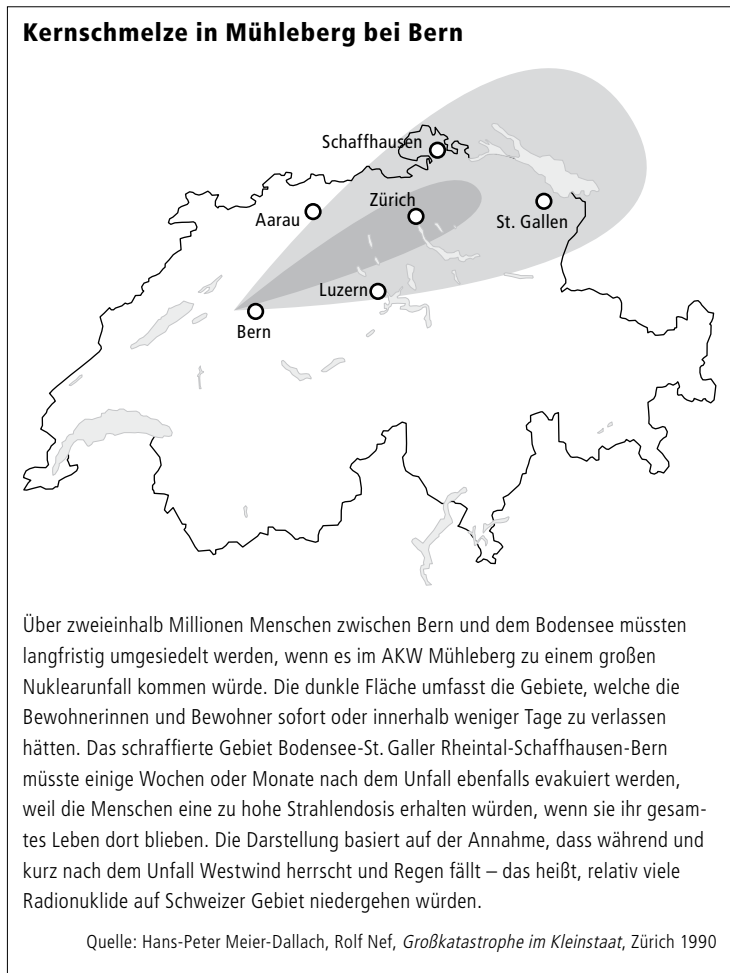 Kernschmelze in Mühleberg bei Bern
Schaffhausen
Zürich
Aarau
St. Gallen
Luzern
Bern
Über zweieinhalb Millionen Menschen zwischen Bern und dem Bodensee müssten
langfristig umgesiedelt werden, wenn es im AKW Mühleberg zu einem großen
Nuklearunfall kommen würde. Die dunkle Fläche umfasst die Gebiete, welche die
Bewohnerinnen und Bewohner sofort oder innerhalb weniger Tage zu verlassen
hätten. Das schraffierte Gebiet Bodensee-St. Galler Rheintal-Schaffhausen-Bern
müsste einige Wochen oder Monate nach dem Unfall ebenfalls evakuiert werden,
weil die Menschen eine zu hohe Strahlendosis erhalten würden, wenn sie ihr gesam-
tes Leben dort blieben. Die Darstellung basiert auf der Annahme, dass während und
kurz nach dem Unfall Westwind herrscht und Regen fällt – das heißt, relativ viele
Radionuklide auf Schweizer Gebiet niedergehen würden.
Quelle: Hans-Peter Meier-Dallach, Rolf Nef, Großkatastrophe im Kleinstaat, Zürich 1990